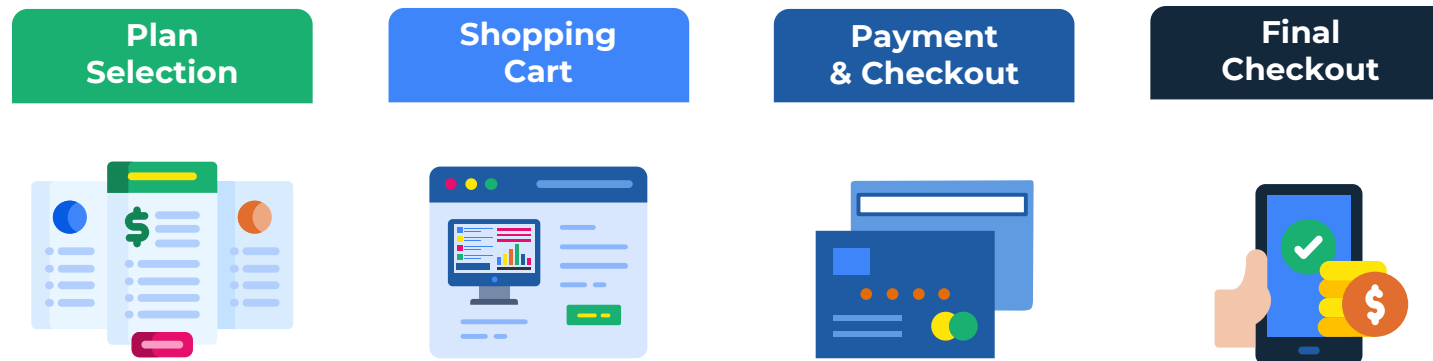 Plan
Selection
Shopping
Cart
Payment
& Checkout
Final
Checkout
$
$